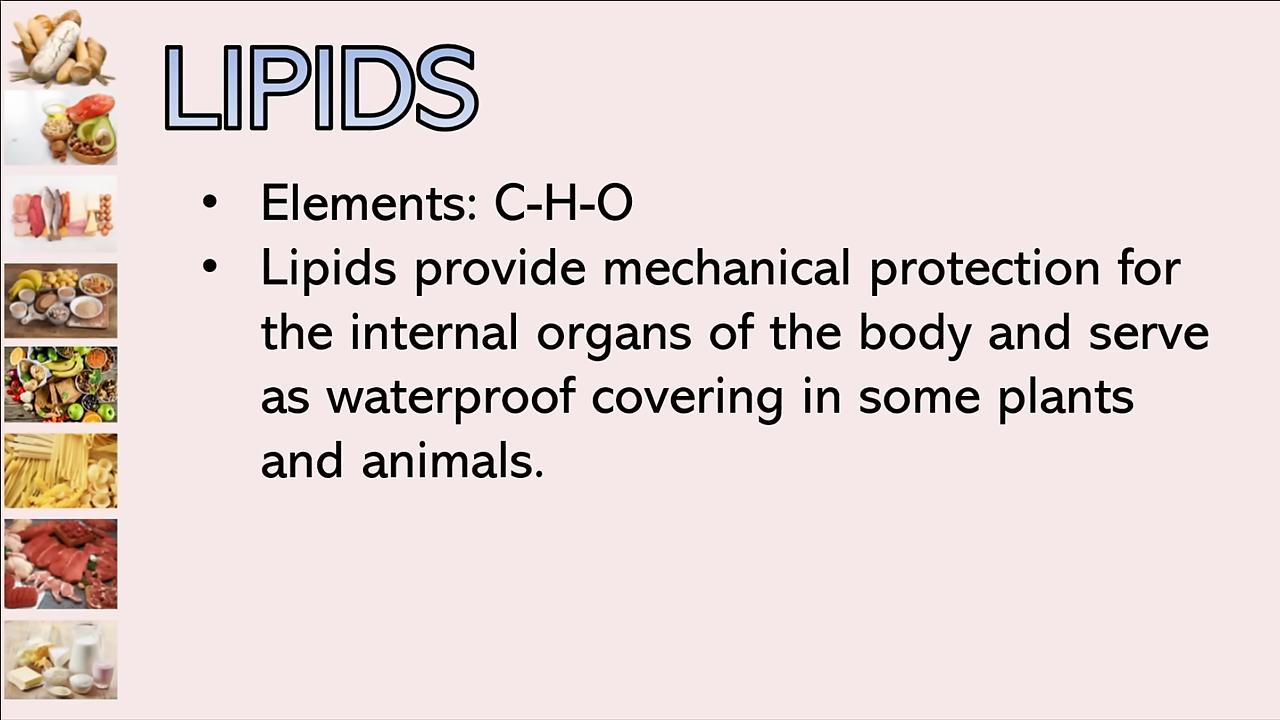 LIPIDS
• Elements: C-H-O
• Lipids provide mechanical protection for
the internal organs of the body and serve
as waterproof covering in some plants
and animals.